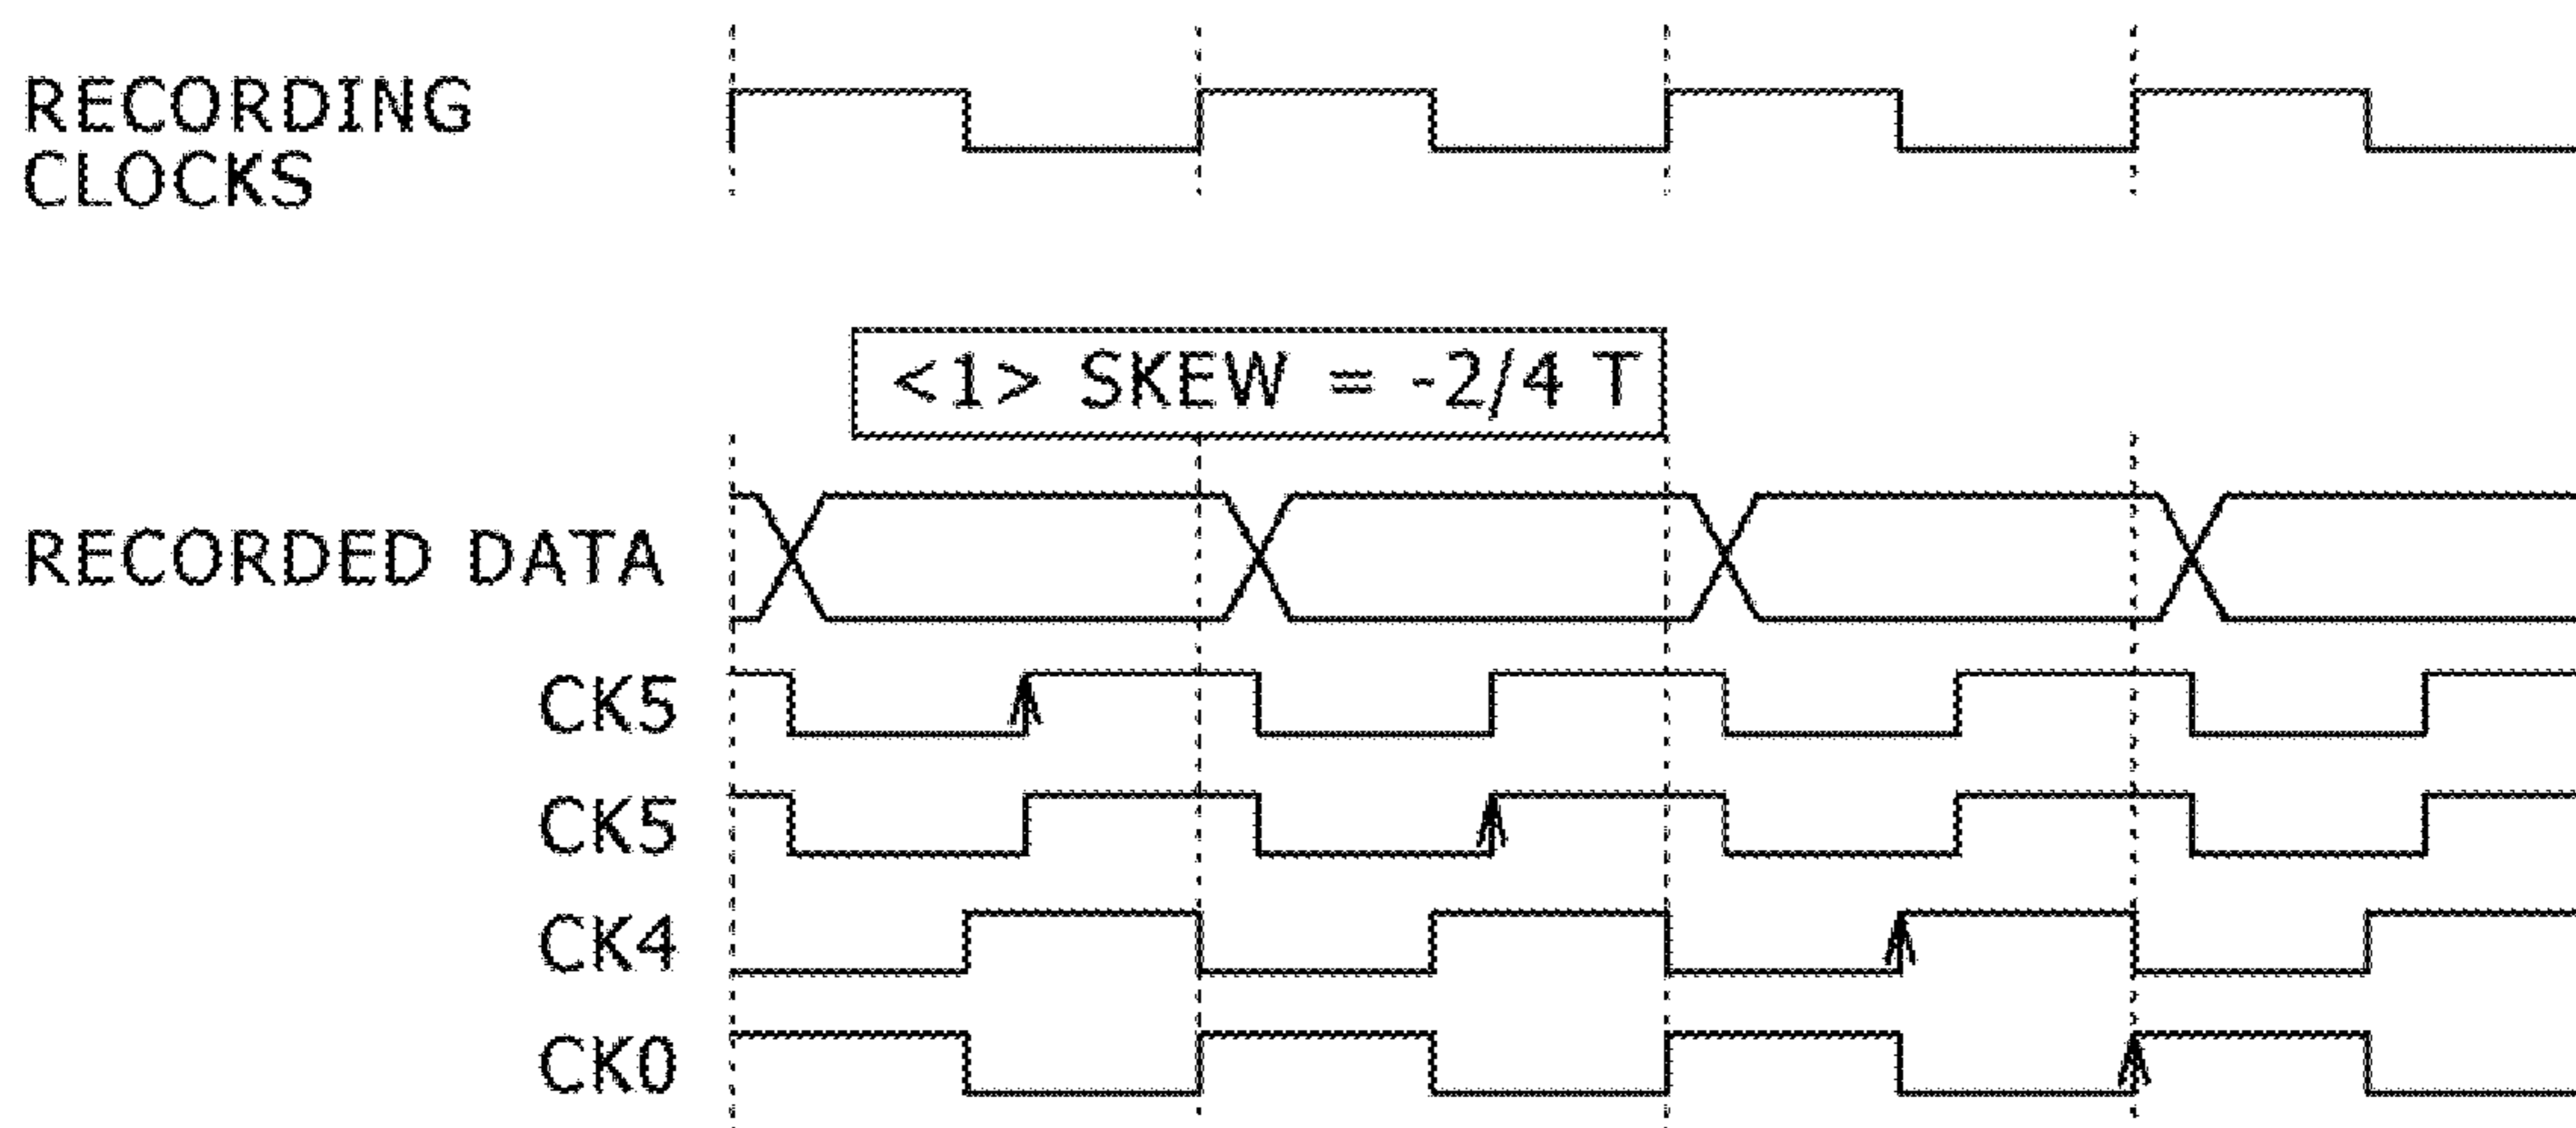 RECORDING
CLOCKS
<1> SKEW = -2/4 T
RECORDED DATA
CK5
CK5
CK4
CK0